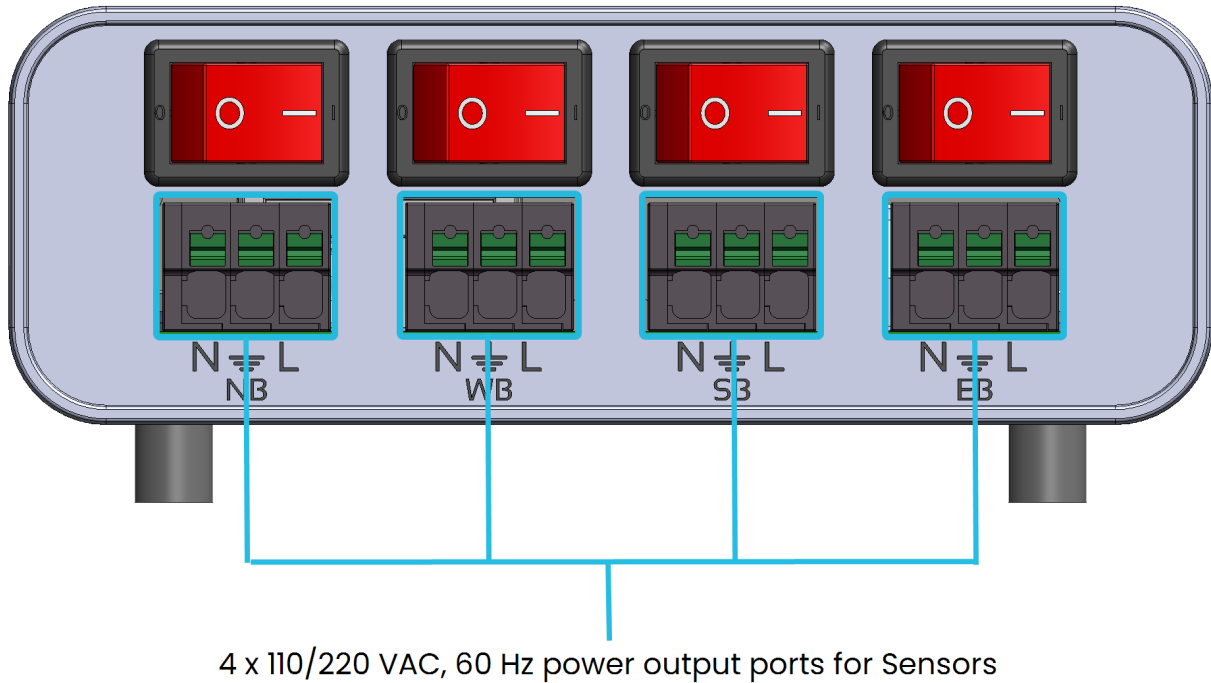 0 O — I 0 O — I 0 O — I 0 O — I
N L N L N L N L
NB WB SB EB
4 x 110/220 VAC, 60 Hz power output ports for Sensors